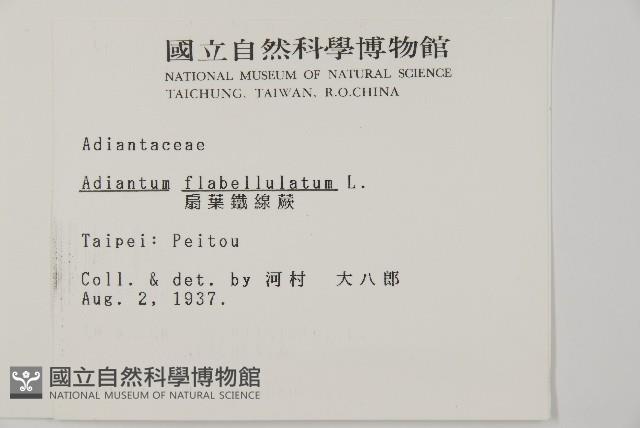 國立自然科學博物館
NATIONAL MUSEUM OF NATURAL SCIENCE
TAICHUNG, TAIWAN, R.O.CHINA
Adiantaceae
Adiantum flabellulatum L.
扇葉鐵線蕨
Taipei: Peitou
Coll. & det. by 河村 大八郎
Aug. 2, 1937.
國立自然科學博物館
NATIONAL MUSEUM OF NATURAL SCIENCE